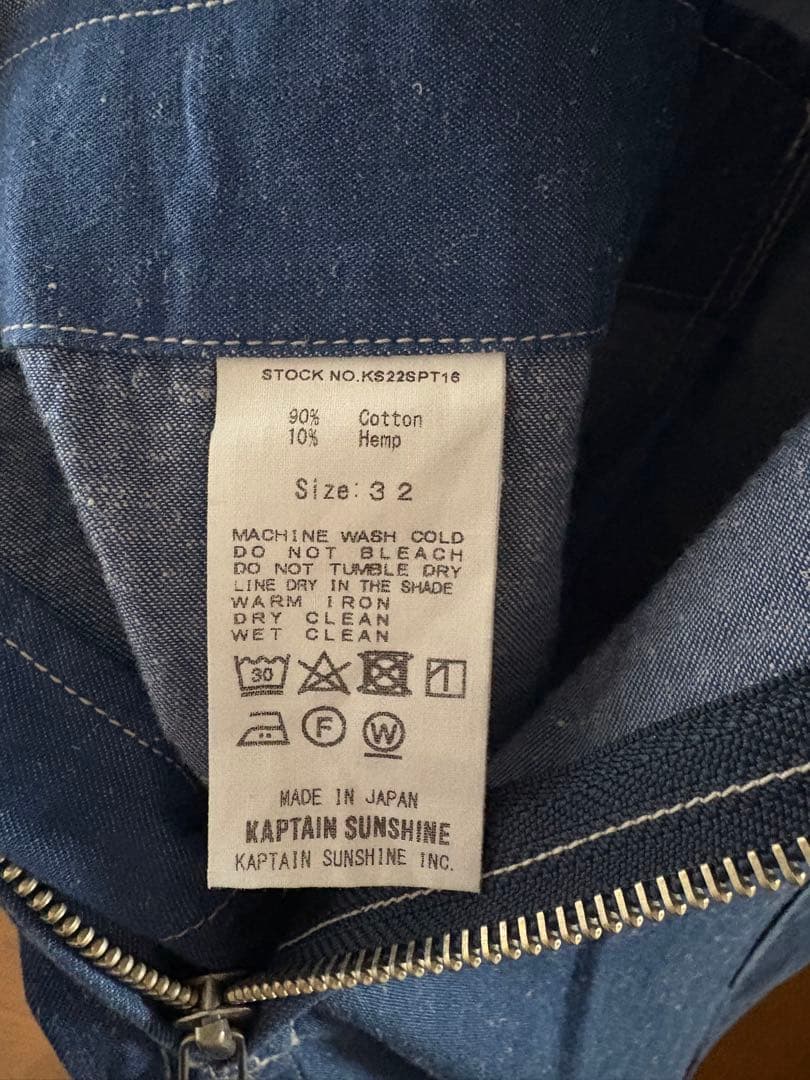 STOCK NO.KS22SPT16
90% Cotton
10% Hemp
Size:32
MACHINE WASH COLD
DO NOT BLEACH
DO NOT TUMBLE DRY
LINE DRY IN THE SHADE
WARM IRON
DRY CLEAN
WET CLEAN
30
F W
MADE IN JAPAN
KAPTAIN SUNSHINE
KAPTAIN SUNSHINE INC.